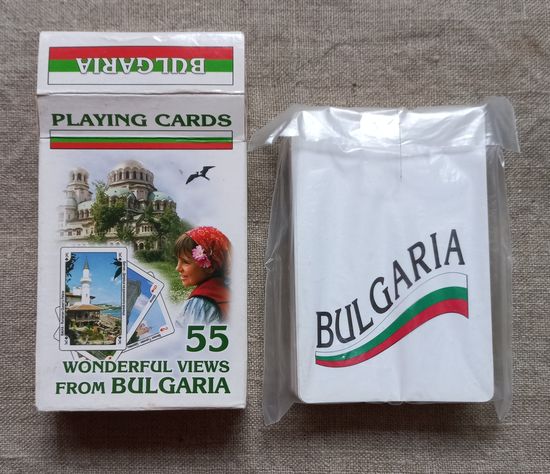 BULGARIA
PLAYING CARDS
55
WONDERFUL VIEWS
FROM BULGARIA
BULGARIA